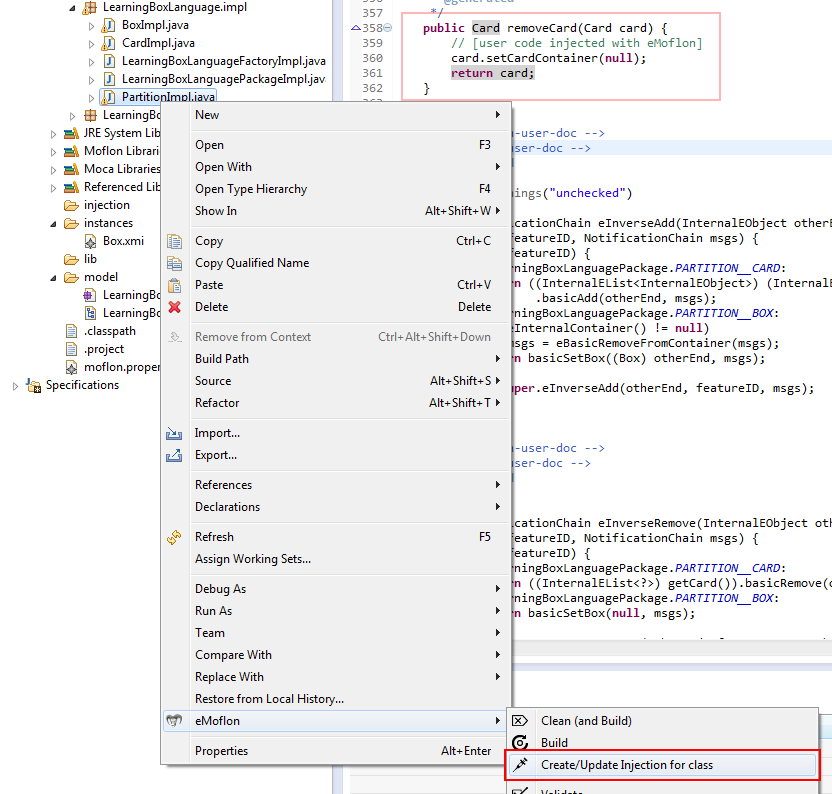 LearningBoxLanguage.impl
BoxImpl.java
CardImpl.java
LearningBoxLanguageFactoryImpl.java
LearningBoxLanguagePackageImpl.jav
PartitionImpl.java
LearningBo
JRE System Lib
Moflon Librari
Moca Libraries
Referenced Lib
injection
instances
Box.xmi
lib
model
LearningBo
LearningBo
.classpath
.project
moflon.proper
Specifications
New
Open F3
Open With
Open Type Hierarchy F4
Show In Alt+Shift+W
Copy Ctrl+C
Copy Qualified Name
Paste Ctrl+V
Delete Delete
Remove from Context Ctrl+Alt+Shift+Down
Build Path
Source Alt+Shift+S
Refactor Alt+Shift+T
Import...
Export...
References
Declarations
Refresh F5
Assign Working Sets...
Debug As
Run As
Team
Compare With
Replace With
Restore from Local History...
eMoflon
Properties Alt+Enter
Clean (and Build)
Build
Create/Update Injection for class
Validate
357 */
358 public Card removeCard(Card card) {
359 // [user code injected with eMoflon]
360 card.setCardContainer(null);
361 return card;
362 }
-user-doc -->
user-doc -->
ings("unchecked")
icationChain eInverseAdd(InternalEObject otherE
featureID, NotificationChain msgs) {
featureID) {
rningBoxLanguagePackage.PARTITION__CARD:
rn ((InternalEList<InternalEObject>) (Intern
.basicAdd(otherEnd, msgs);
rningBoxLanguagePackage.PARTITION__BOX:
eInternalContainer() != null)
msgs = eBasicRemoveFromContainer(msgs);
rn basicSetBox((Box) otherEnd, msgs);
uper.eInverseAdd(otherEnd, featureID, msgs);
-user-doc -->
user-doc -->
icationChain eInverseRemove(InternalEObject oth
featureID, NotificationChain msgs) {
featureID) {
rningBoxLanguagePackage.PARTITION__CARD:
rn ((InternalEList<?>) getCard()).basicRemove(o
rningBoxLanguagePackage.PARTITION__BOX:
rn basicSetBox(null, msgs);